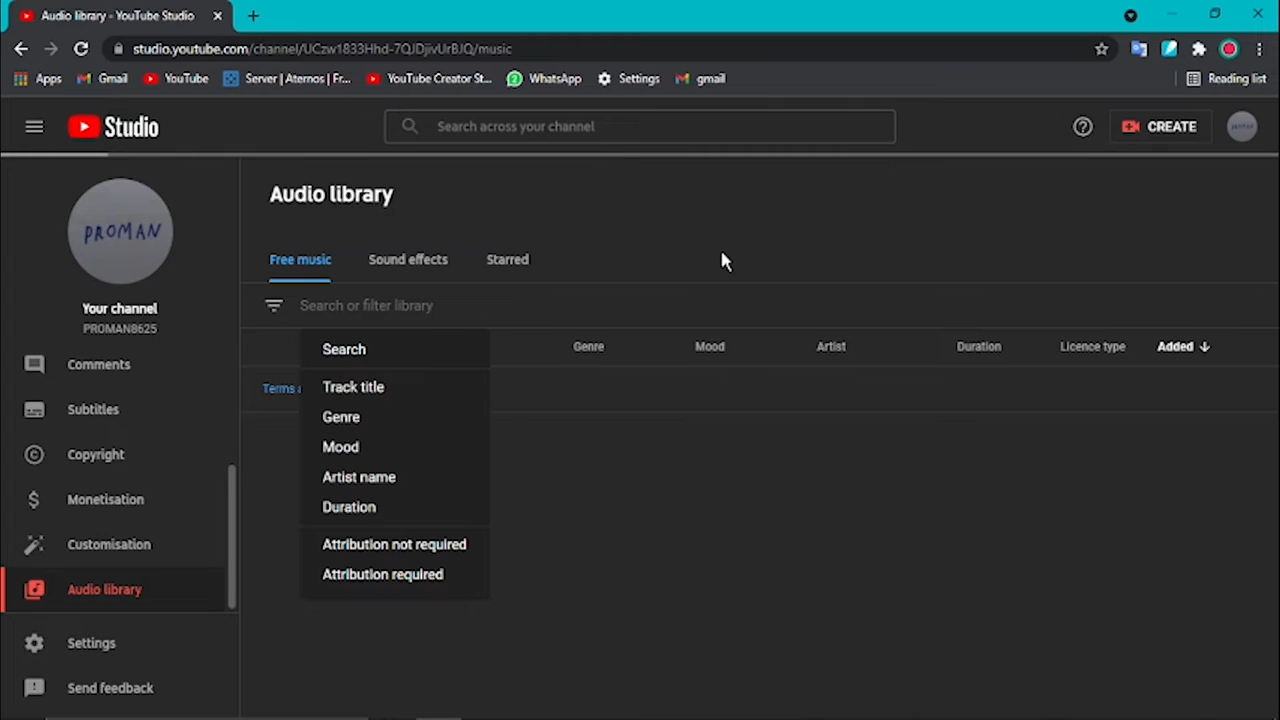 Audio library - YouTube Studio
studio.youtube.com/channel/UCzw1833Hhd-7QJDjivUrBJQ/music
Apps Gmail YouTube Server | Aternos | Fr... YouTube Creator St... WhatsApp Settings gmail Reading list
Studio Search across your channel CREATE
Audio library
Free music Sound effects Starred
PROMAN
Your channel
PROMAN8625
Comments
Subtitles
Copyright
Monetisation
Customisation
Audio library
Settings
Send feedback
Search or filter library
Genre Mood Artist Duration Licence type Added
Terms a
Search
Track title
Genre
Mood
Artist name
Duration
Attribution not required
Attribution required